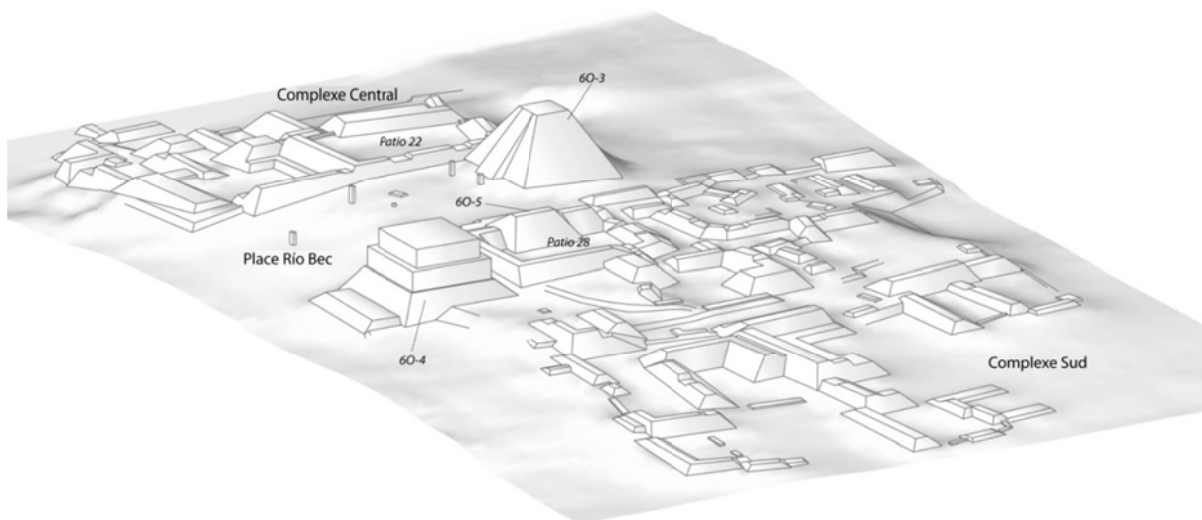 6O-3
Complexe Central
Patio 22
6O-5
Patio 28
Place Río Bec
6O-4
Complexe Sud